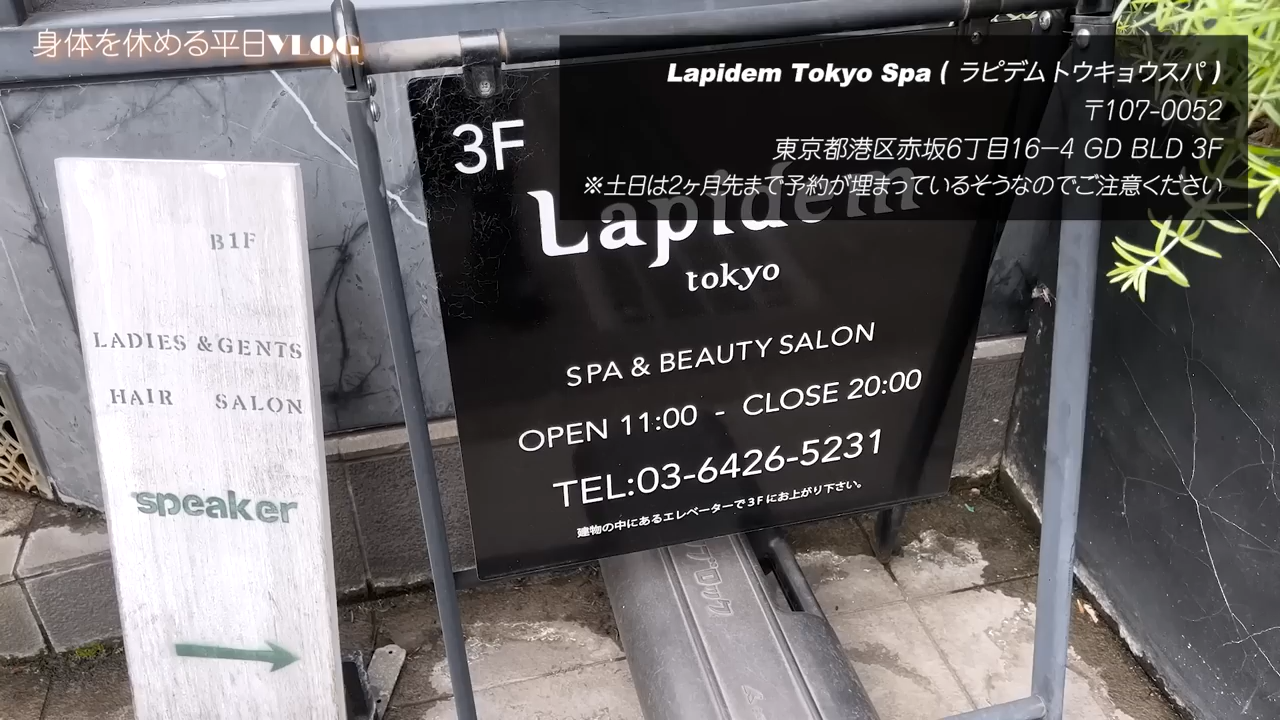 身体を休める平日VLOG
Lapidem Tokyo Spa ( ラピデム トウキョウスパ )
〒107-0052
東京都港区赤坂6丁目16−4 GD BLD 3F
※土日は2ヶ月先まで予約が埋まっているそうなのでご注意ください
3F
Lapidem
tokyo
SPA & BEAUTY SALON
OPEN 11:00 - CLOSE 20:00
TEL:03-6426-5231
建物の中にあるエレベーターで3Fにお上がり下さい。
B1F
LADIES & GENTS
HAIR SALON
speaker